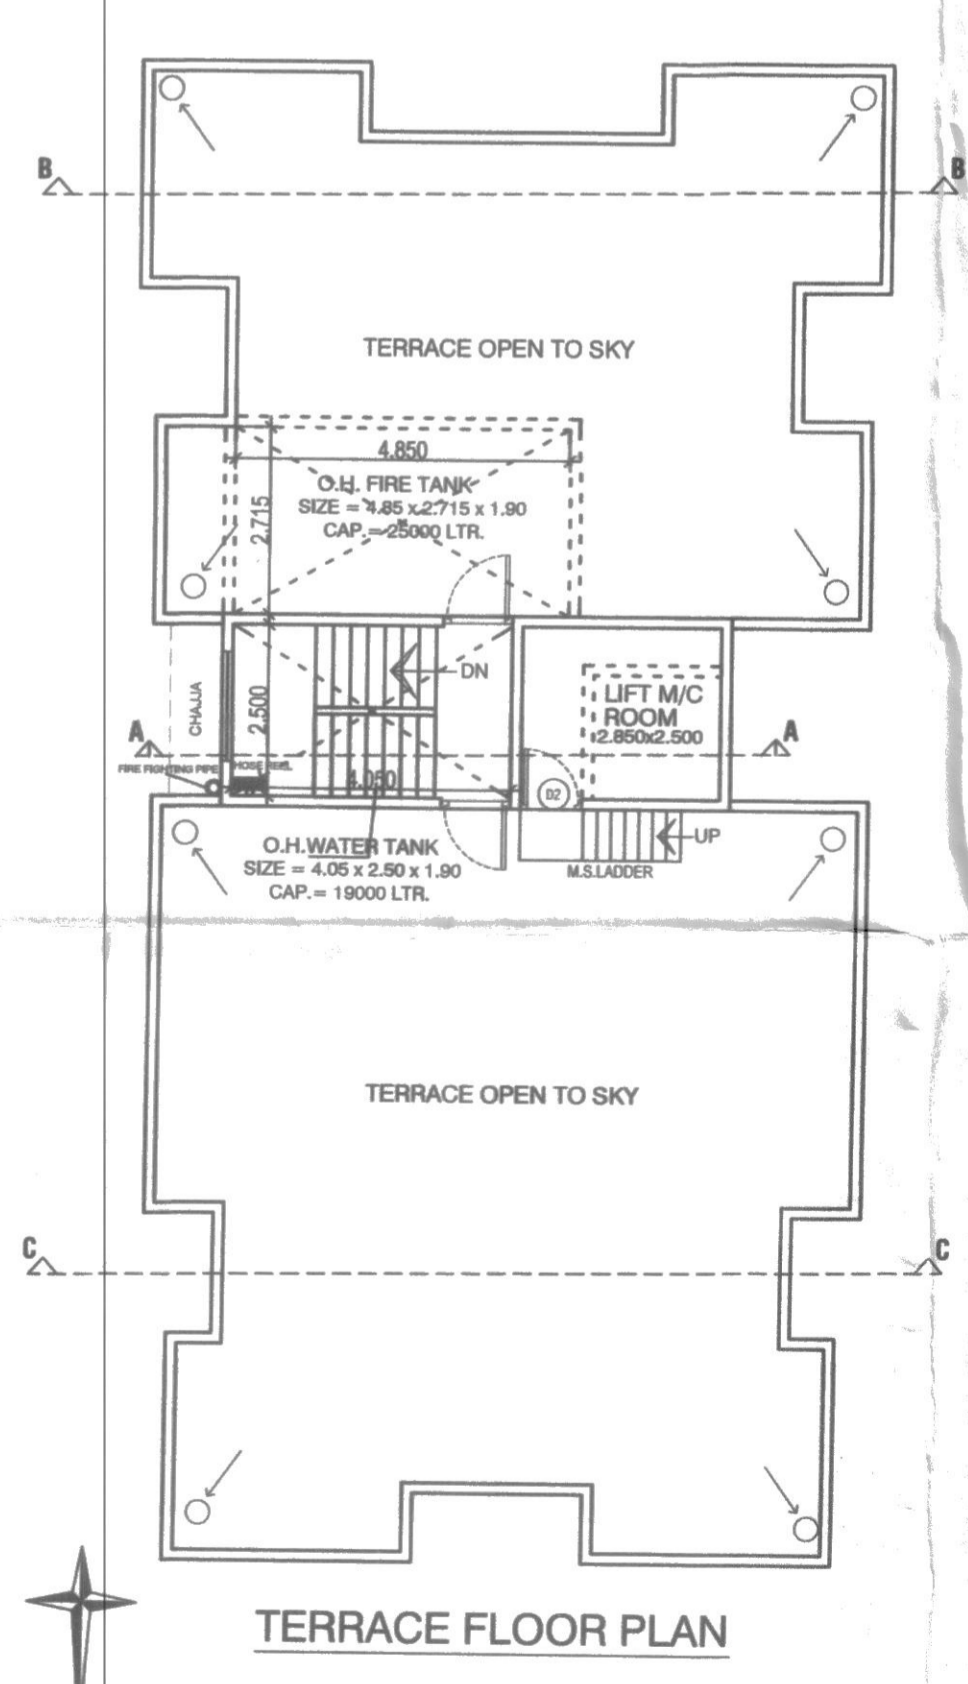 B
B
TERRACE OPEN TO SKY
4.850
O.H. FIRE TANK
SIZE = 4.85 x 2.715 x 1.90
CAP.= 25000 LTR.
2.715
DN
LIFT M/C
ROOM
2.850x2.500
CHAJJA
2.500
A
A
FIRE FIGHTING PIPE
HOSE REEL
4.050
D2
UP
M.S.LADDER
O.H.WATER TANK
SIZE = 4.05 x 2.50 x 1.90
CAP.= 19000 LTR.
TERRACE OPEN TO SKY
C
C
TERRACE FLOOR PLAN